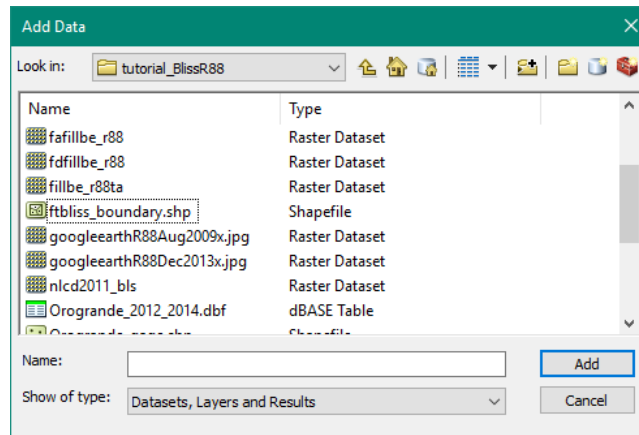 Add Data
Look in: tutorial_BlissR88
Name Type
fafillbe_r88 Raster Dataset
fdfillbe_r88 Raster Dataset
fillbe_r88ta Raster Dataset
ftbliss_boundary.shp Shapefile
googleearthR88Aug2009x.jpg Raster Dataset
googleearthR88Dec2013x.jpg Raster Dataset
nlcd2011_bls Raster Dataset
Orogrande_2012_2014.dbf dBASE Table
Name: Add
Show of type: Datasets, Layers and Results Cancel